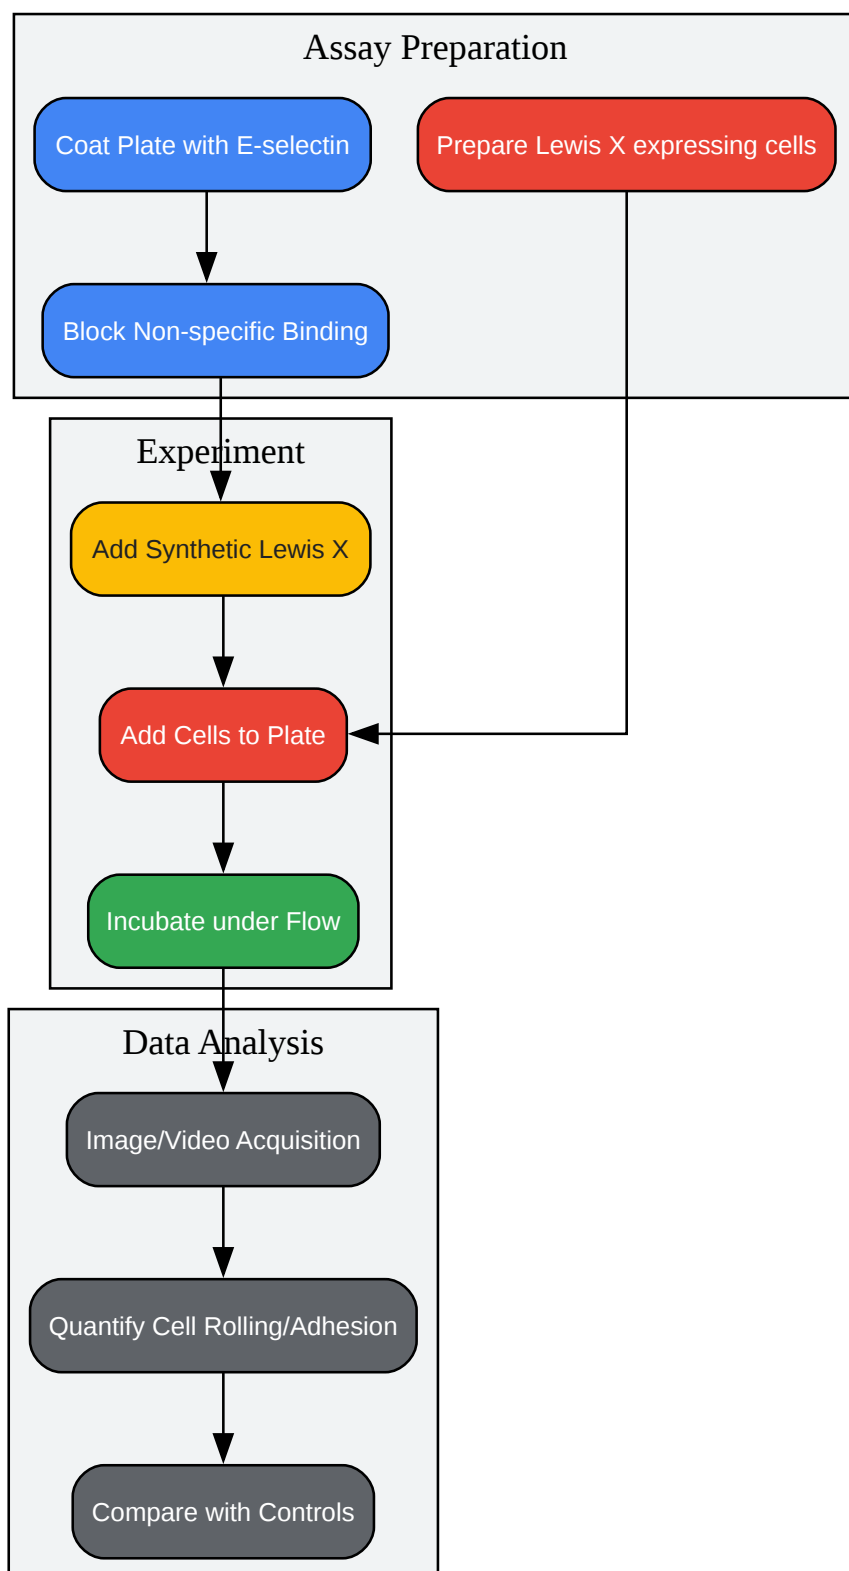 Assay Preparation
Coat Plate with E-selectin
Prepare Lewis X expressing cells
Block Non-specific Binding
Experiment
Add Synthetic Lewis X
Add Cells to Plate
Incubate under Flow
Data Analysis
Image/Video Acquisition
Quantify Cell Rolling/Adhesion
Compare with Controls